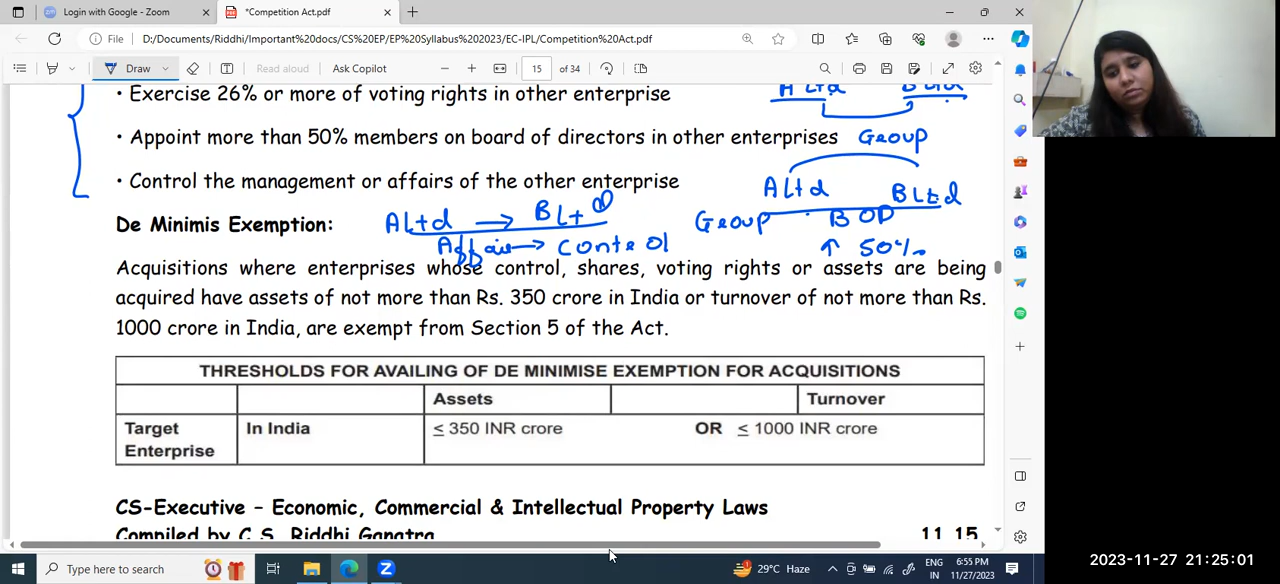 Login with Google - Zoom
*Competition Act.pdf
File
D:/Documents/Riddhi/Important%20docs/CS%20EP/EP%20Syllabus%202023/EC-IPL/Competition%20Act.pdf
Draw
Read aloud
Ask Copilot
15 of 34
• Exercise 26% or more of voting rights in other enterprise
A Ltd B Ltd
• Appoint more than 50% members on board of directors in other enterprises
Group
• Control the management or affairs of the other enterprise
A Ltd B Ltd
De Minimis Exemption:
A Ltd → B Ltd
Group BOD
Affair → Control
↑ 50%
Acquisitions where enterprises whose control, shares, voting rights or assets are being
acquired have assets of not more than Rs. 350 crore in India or turnover of not more than Rs.
1000 crore in India, are exempt from Section 5 of the Act.
THRESHOLDS FOR AVAILING OF DE MINIMISE EXEMPTION FOR ACQUISITIONS
Assets Turnover
Target Enterprise In India ≤ 350 INR crore OR ≤ 1000 INR crore
CS-Executive – Economic, Commercial & Intellectual Property Laws
Compiled by C.S. Riddhi Ganatra 11.15
Type here to search
29°C Haze
ENG
IN
6:55 PM
11/27/2023
2023-11-27 21:25:01